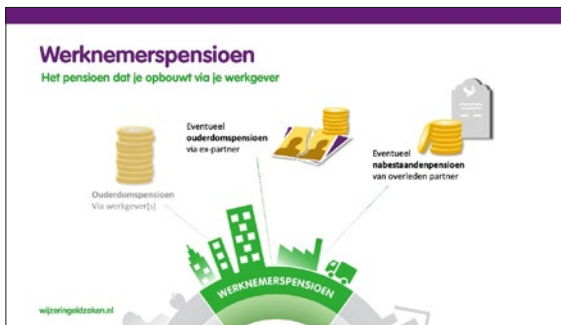 Werknemerspensioen
Het pensioen dat je opbouwt via je werkgever
Eventueel
ouderdomspensioen
via ex-partner
Eventueel
nabestaandenpensioen
van overleden partner
Ouderdomspensioen
Via werkgever(s)
WERKNEMERSPENSIOEN
wijzeringeldzaken.nl